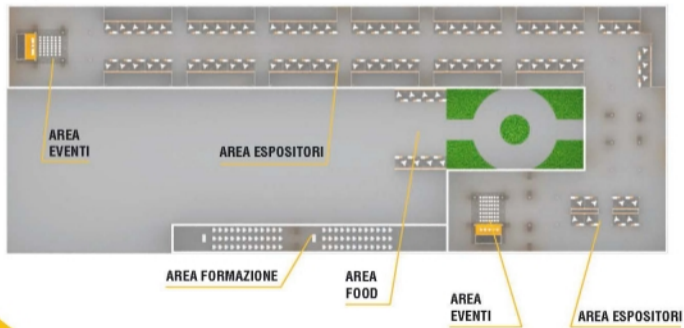 AREA
EVENTI
AREA ESPOSITORI
AREA FORMAZIONE
AREA
FOOD
AREA
EVENTI
AREA ESPOSITORI